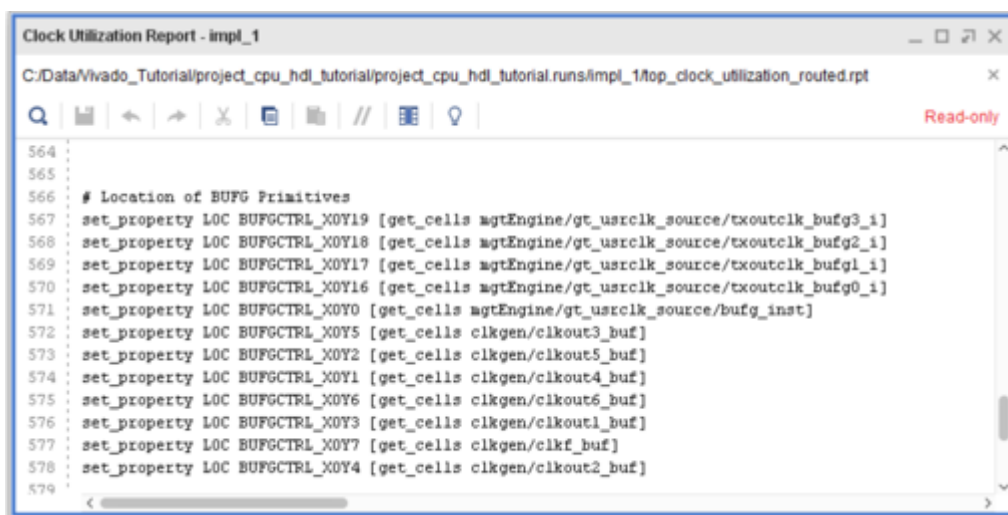 Clock Utilization Report - impl_1
C:/Data/Vivado_Tutorial/project_cpu_hdl_tutorial/project_cpu_hdl_tutorial.runs/impl_1/top_clock_utilization_routed.rpt
Read-only
564
565
566 # Location of BUFG Primitives
567 set_property LOC BUFGCTRL_X0Y19 [get_cells mgtEngine/gt_usrclk_source/txoutclk_bufg3_i]
568 set_property LOC BUFGCTRL_X0Y18 [get_cells mgtEngine/gt_usrclk_source/txoutclk_bufg2_i]
569 set_property LOC BUFGCTRL_X0Y17 [get_cells mgtEngine/gt_usrclk_source/txoutclk_bufg1_i]
570 set_property LOC BUFGCTRL_X0Y16 [get_cells mgtEngine/gt_usrclk_source/txoutclk_bufg0_i]
571 set_property LOC BUFGCTRL_X0Y0 [get_cells mgtEngine/gt_usrclk_source/bufg_inst]
572 set_property LOC BUFGCTRL_X0Y5 [get_cells clkgen/clkout3_buf]
573 set_property LOC BUFGCTRL_X0Y2 [get_cells clkgen/clkout5_buf]
574 set_property LOC BUFGCTRL_X0Y1 [get_cells clkgen/clkout4_buf]
575 set_property LOC BUFGCTRL_X0Y6 [get_cells clkgen/clkout6_buf]
576 set_property LOC BUFGCTRL_X0Y3 [get_cells clkgen/clkout1_buf]
577 set_property LOC BUFGCTRL_X0Y7 [get_cells clkgen/clkf_buf]
578 set_property LOC BUFGCTRL_X0Y4 [get_cells clkgen/clkout2_buf]
579